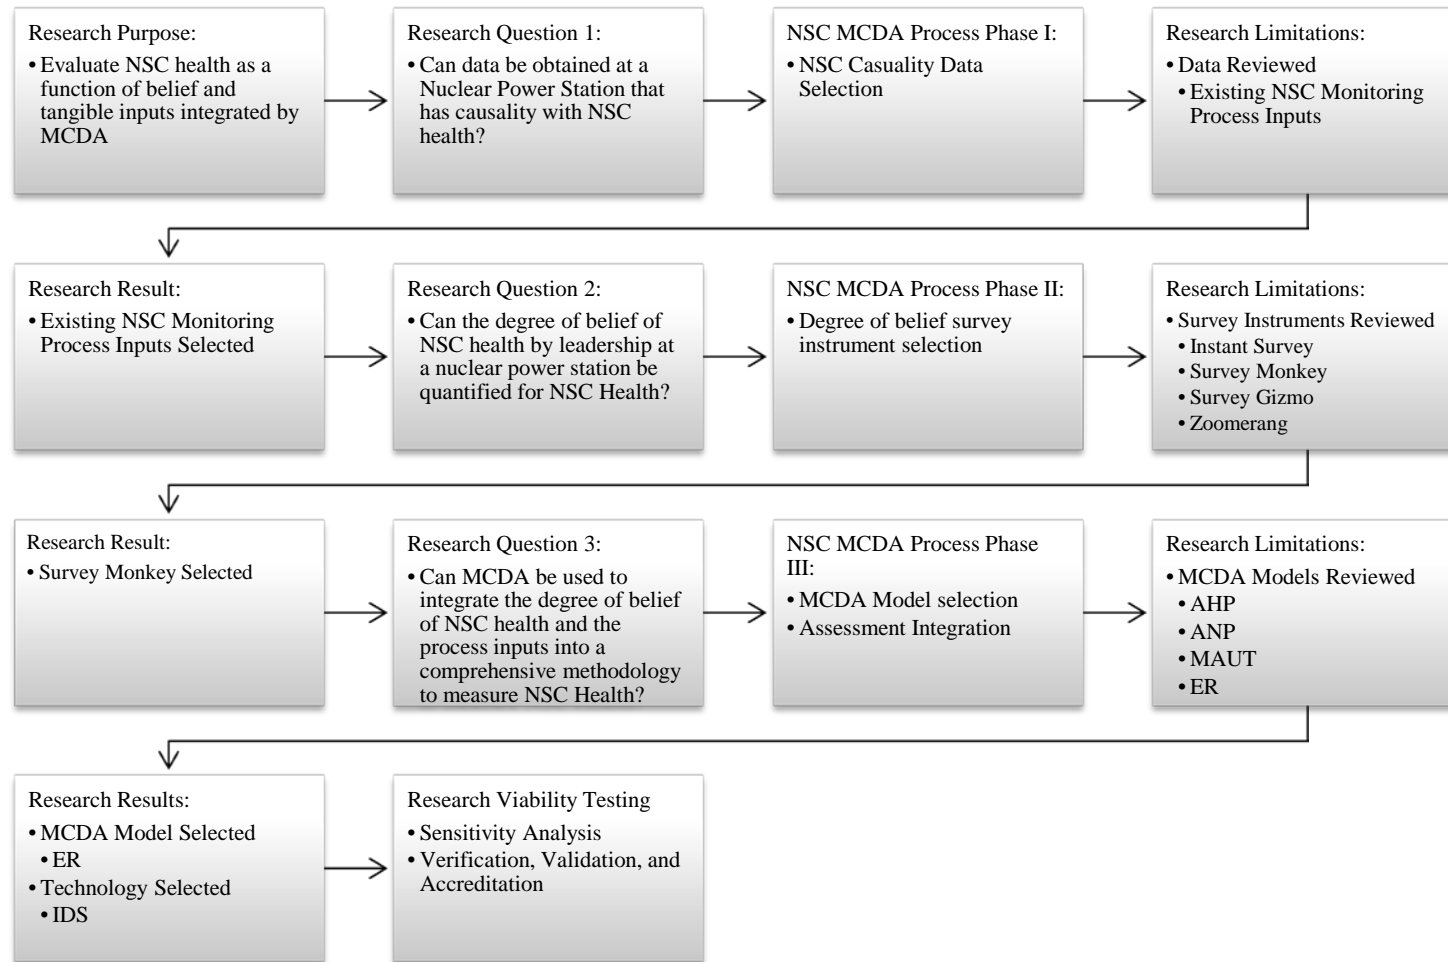 Research Purpose:
• Evaluate NSC health as a
function of belief and
tangible inputs integrated by
MCDA
Research Question 1:
• Can data be obtained at a
Nuclear Power Station that
has causality with NSC
health?
NSC MCDA Process Phase I:
• NSC Casuality Data
Selection
Research Limitations:
• Data Reviewed
• Existing NSC Monitoring
Process Inputs
Research Result:
• Existing NSC Monitoring
Process Inputs Selected
Research Question 2:
• Can the degree of belief of
NSC health by leadership at
a nuclear power station be
quantified for NSC Health?
NSC MCDA Process Phase II:
• Degree of belief survey
instrument selection
Research Limitations:
• Survey Instruments Reviewed
• Instant Survey
• Survey Monkey
• Survey Gizmo
• Zoomerang
Research Result:
• Survey Monkey Selected
Research Question 3:
• Can MCDA be used to
integrate the degree of belief
of NSC health and the
process inputs into a
comprehensive methodology
to measure NSC Health?
NSC MCDA Process Phase
III:
• MCDA Model selection
• Assessment Integration
Research Limitations:
• MCDA Models Reviewed
• AHP
• ANP
• MAUT
• ER
Research Results:
• MCDA Model Selected
• ER
• Technology Selected
• IDS
Research Viability Testing
• Sensitivity Analysis
• Verification, Validation, and
Accreditation